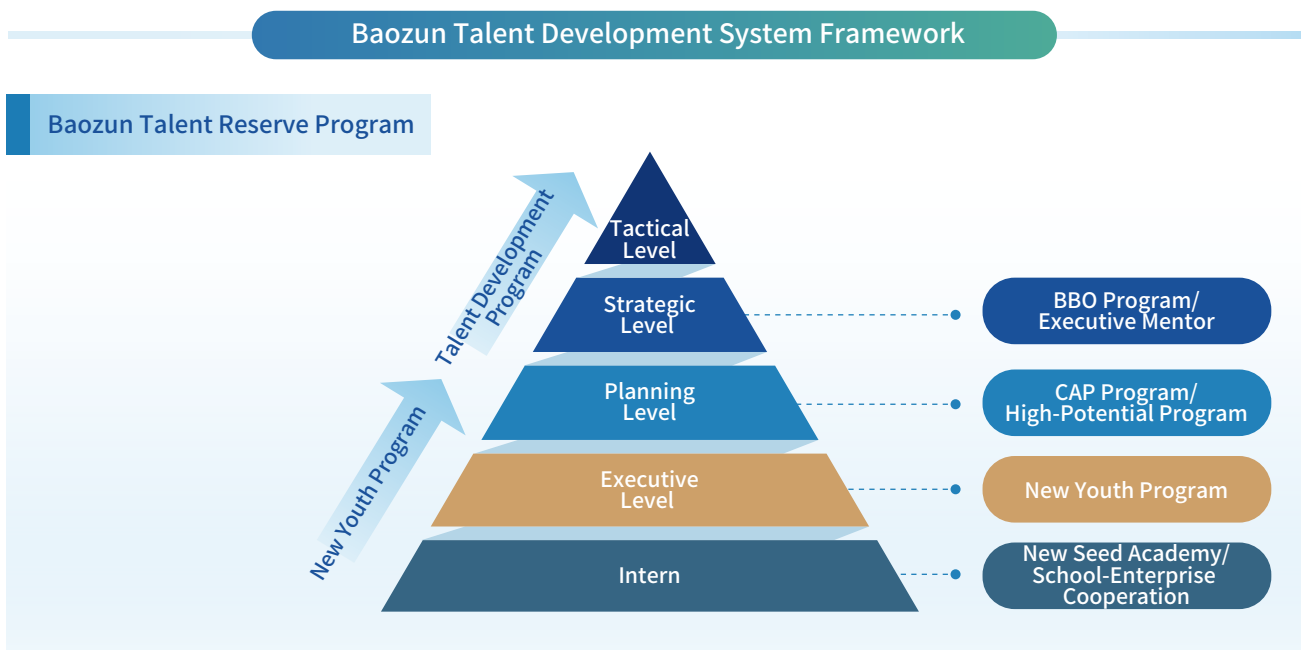 Baozun Talent Development System Framework
Baozun Talent Reserve Program
Talent Development
Program
New Youth Program
Tactical
Level
Strategic
Level
BBO Program/
Executive Mentor
Planning
Level
CAP Program/
High-Potential Program
Executive
Level
New Youth Program
Intern
New Seed Academy/
School-Enterprise
Cooperation